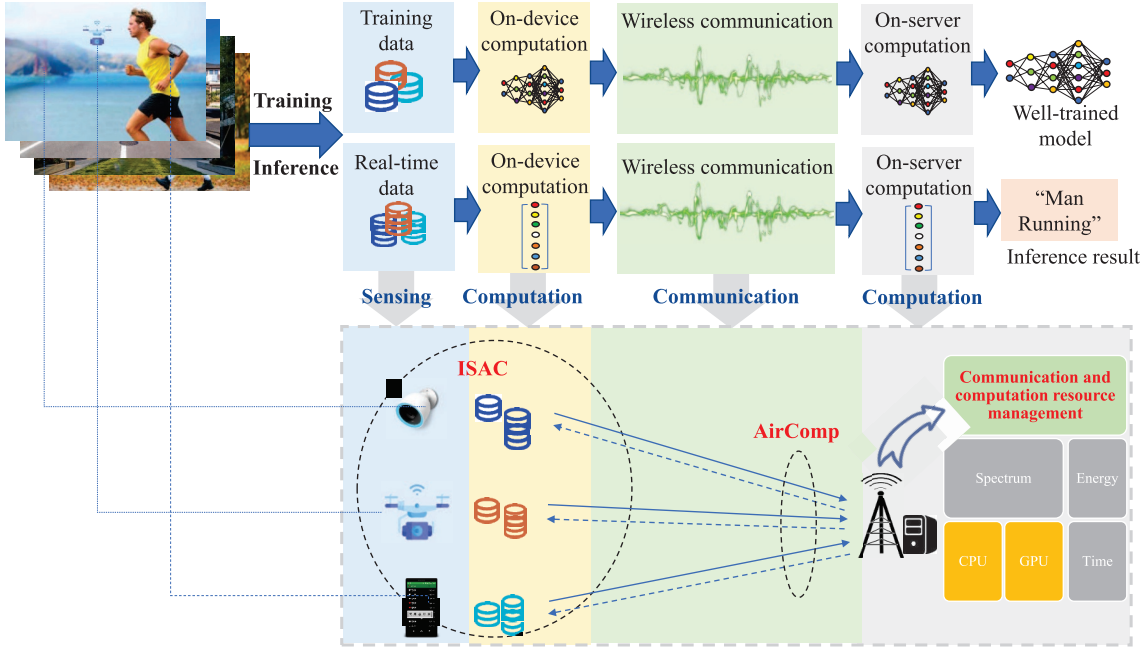 Training
Inference
Training
data
On-device
computation
Wireless communication
On-server
computation
Well-trained
model
Real-time
data
On-device
computation
Wireless communication
On-server
computation
“Man
Running”
Inference result
Sensing
Computation
Communication
Computation
ISAC
AirComp
Communication and
computation resource
management
Spectrum
Energy
CPU
GPU
Time